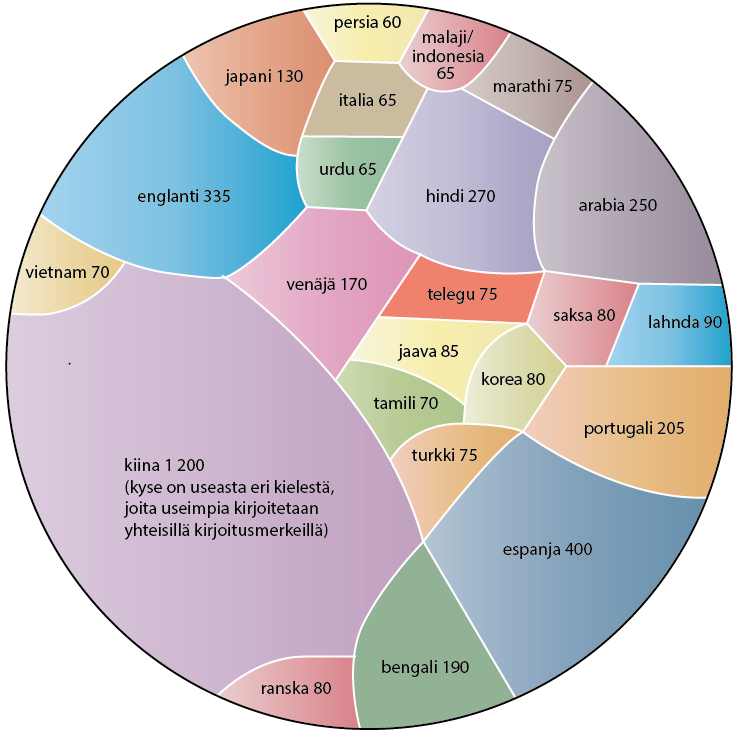 persia 60
malaji/
indonesia
65
japani 130
marathi 75
italia 65
urdu 65
englanti 335
hindi 270
arabia 250
vietnam 70
venäjä 170
telegu 75
saksa 80
lahnda 90
jaava 85
korea 80
tamili 70
portugali 205
turkki 75
kiina 1 200
(kyse on useasta eri kielestä,
joita useimpia kirjoitetaan
yhteisillä kirjoitusmerkeillä)
espanja 400
bengali 190
ranska 80